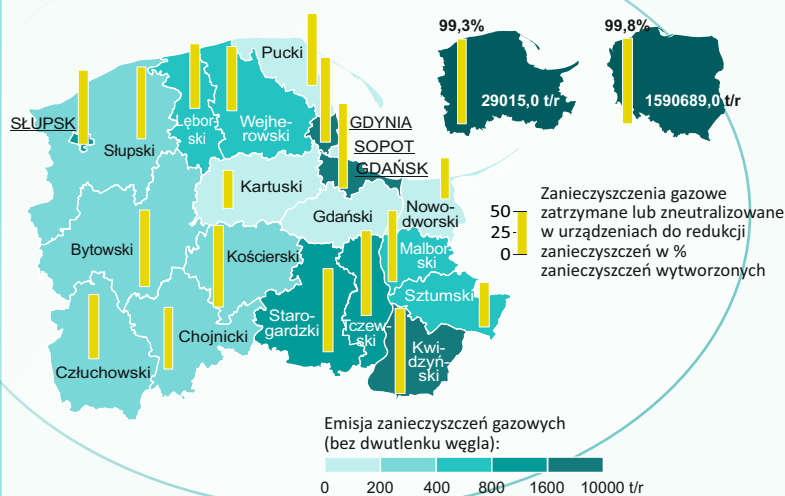 99,3%
29015,0 t/r
99,8%
1590689,0 t/r
Pucki
SŁUPSK
Słupski
Lębor-
ski
Wejhe-
rowski
GDYNIA
SOPOT
GDAŃSK
Kartuski
Gdański
Nowo-
dworski
Bytowski
Kościerski
Malbor
ski
Sztumski
Staro-
gardzki
Tczew-
ski
Kwi-
dzyń-
ski
Chojnicki
Człuchowski
50
25
0
Zanieczyszczenia gazowe
zatrzymane lub zneutralizowane
w urządzeniach do redukcji
zanieczyszczeń w %
zanieczyszczeń wytworzonych
Emisja zanieczyszczeń gazowych
(bez dwutlenku węgla):
0 200 400 800 1600 10000 t/r